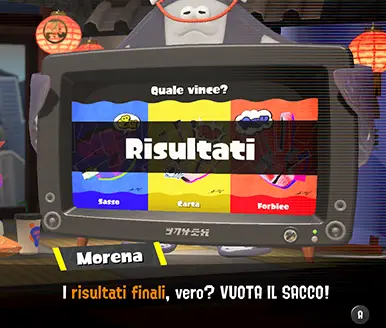 Quale vince?
Risultati
Sasso
Carta
Forbice
Morena
I risultati finali, vero? VUOTA IL SACCO!
A